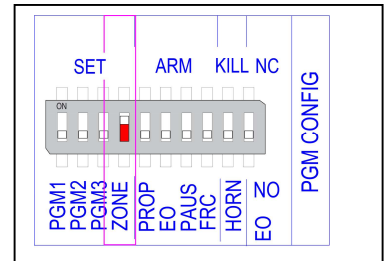 SET ARM KILL NC
ON
PGM1
PGM2
PGM3
ZONE
PROP
EO
PAUS
FRC
HORN
NO
EO
PGM CONFIG